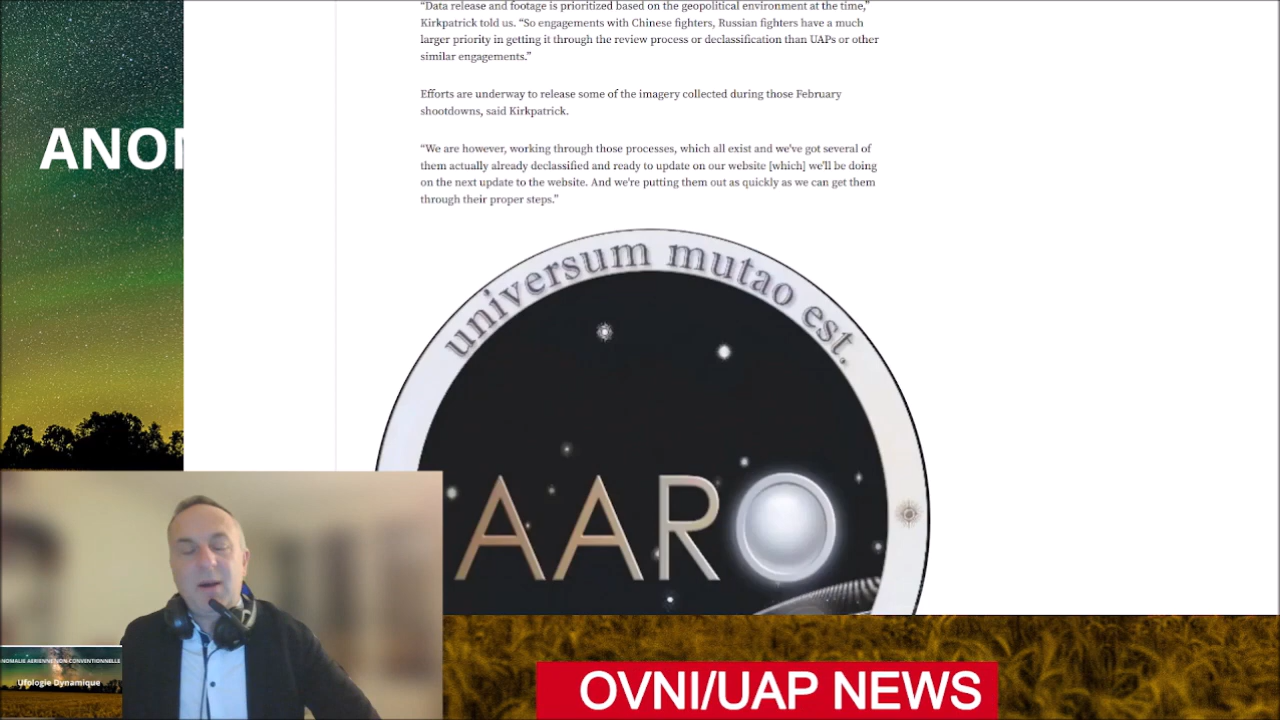 “Data release and footage is prioritized based on the geopolitical environment at the time,”
Kirkpatrick told us. “So engagements with Chinese fighters, Russian fighters have a much
larger priority in getting it through the review process or declassification than UAPs or other
similar engagements.”
Efforts are underway to release some of the imagery collected during those February
shootdowns, said Kirkpatrick.
“We are however, working through those processes, which all exist and we’ve got several of
them actually already declassified and ready to update on our website [which] we’ll be doing
on the next update to the website. And we’re putting them out as quickly as we can get them
through their proper steps.”
ANO
universum mutao est.
AARO
NOMALIE AERIENNE NON CONVENTIONNELLE
Ufologie Dynamique
OVNI/UAP NEWS